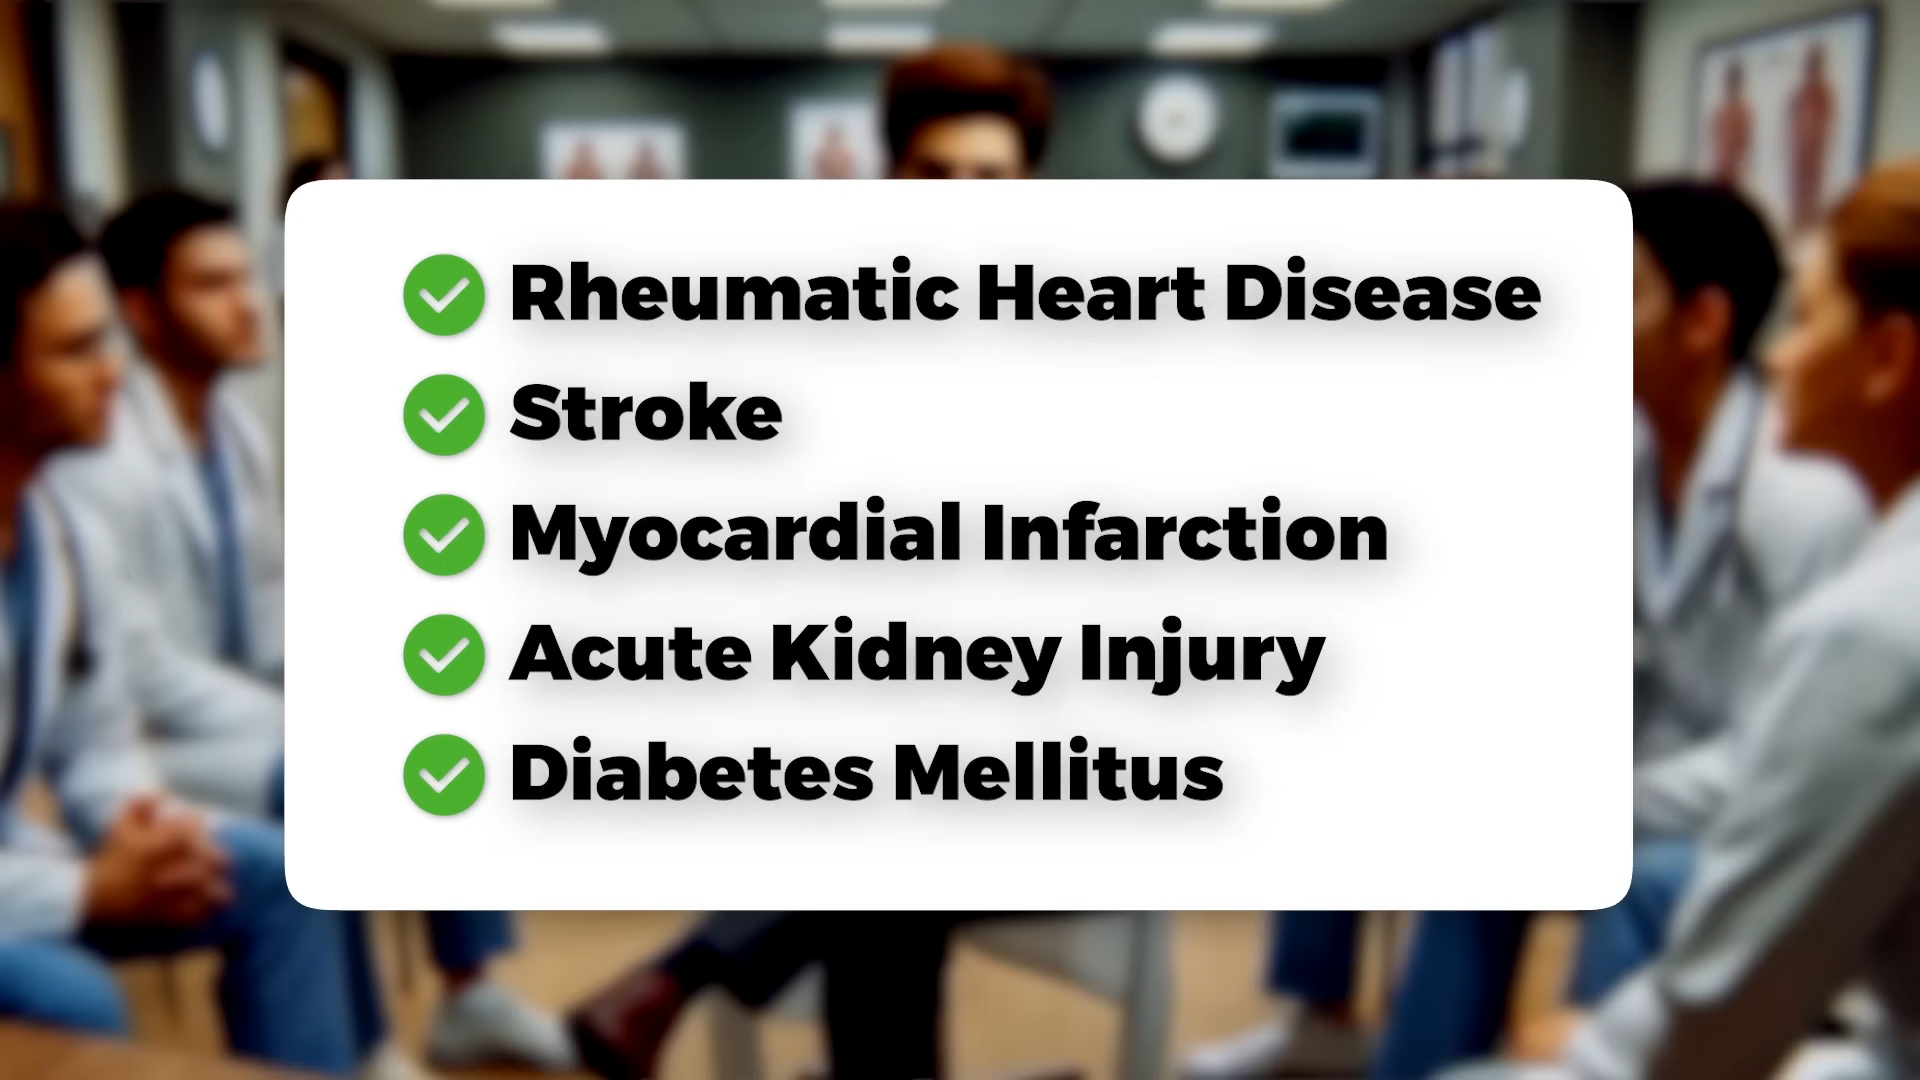 Rheumatic Heart Disease
Stroke
Myocardial Infarction
Acute Kidney Injury
Diabetes Mellitus